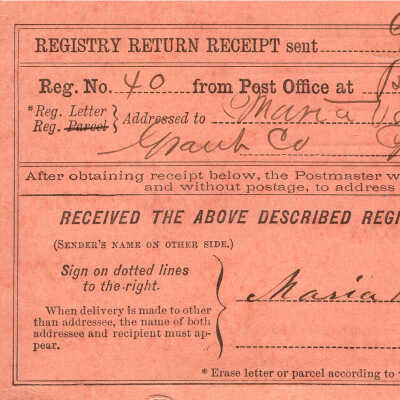 REGISTRY RETURN RECEIPT sent
Reg. No. 40 from Post Office at
*Reg. Letter
Reg. Parcel } Addressed to Maria
Grant Co
After obtaining receipt below, the Postmaster w
and without postage, to address
RECEIVED THE ABOVE DESCRIBED REGI
(SENDER'S NAME ON OTHER SIDE.)
Sign on dotted lines
to the right.
Maria
When delivery is made to other
than addressee, the name of both
addressee and recipient must ap-
pear.
* Erase letter or parcel according to